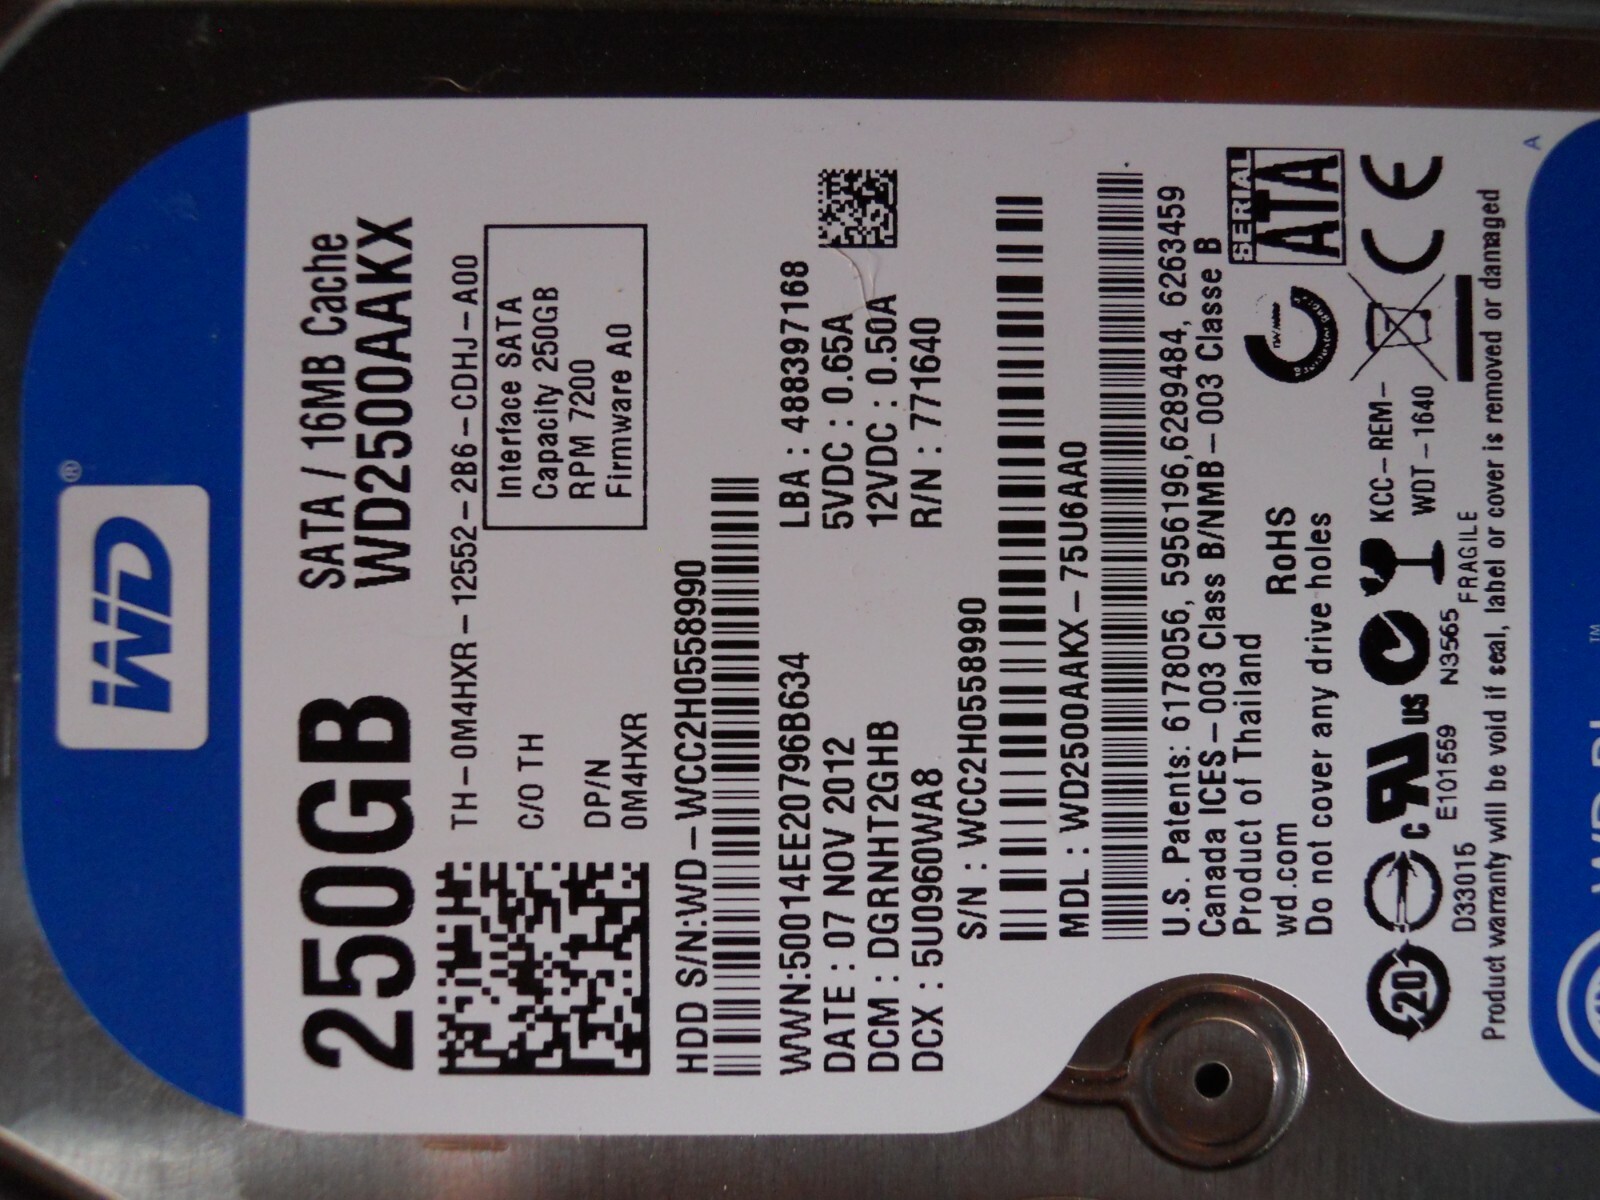 WD®
250GB
SATA / 16MB Cache
WD2500AAKX
TH-0M4HXR-12552-2B6-CDHJ-A00
C/O TH
DP/N
0M4HXR
Interface SATA
Capacity 250GB
RPM 7200
Firmware A0
HDD S/N:WD-WCC2H0558990
WWN:50014EE20796B634
DATE : 07 NOV 2012
DCM : DGRNHT2GHB
DCX : 5U0960WA8
LBA : 488397168
5VDC : 0.65A
12VDC : 0.50A
R/N : 771640
S/N : WCC2H0558990
MDL : WD2500AAKX-75U6AA0
U.S. Patents: 6178056, 5956196,6289484, 6263459
Canada ICES-003 Class B/NMB-003 Classe B
Product of Thailand
wd.com
RoHS
Do not cover any drive holes
SERIAL
ATA
20
c
US
CE
KCC-REM-
WDT-1640
D33015
E101559
N3565
FRAGILE
Product warranty will be void if seal, label or cover is removed or damaged
A